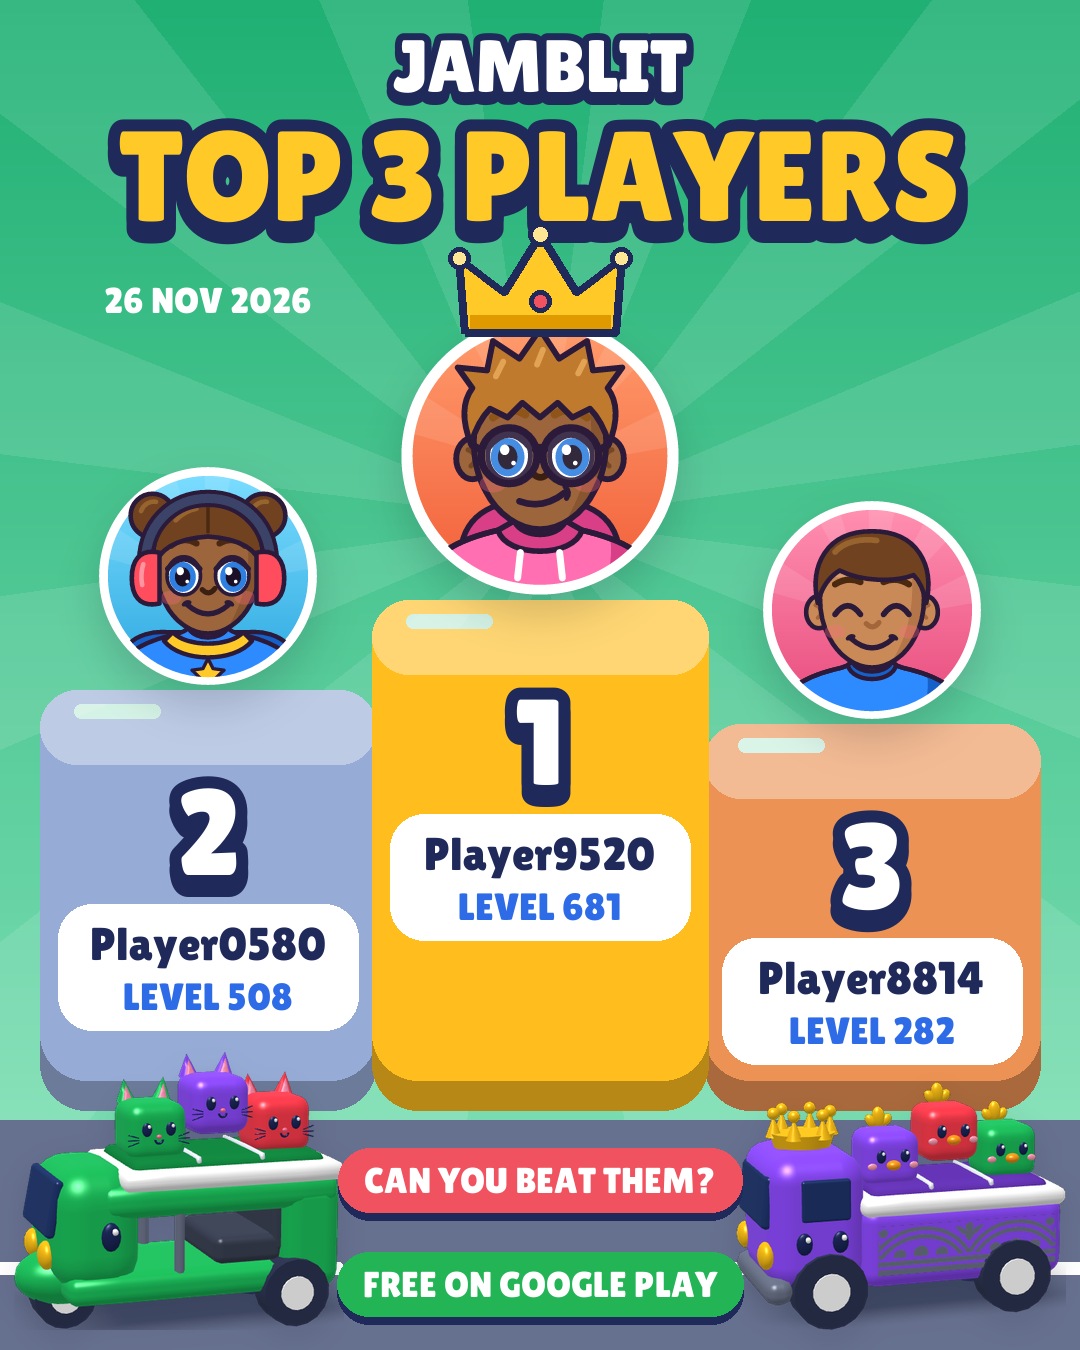 JAMBLIT
TOP 3 PLAYERS
26 NOV 2026
1
Player9520
LEVEL 681
2
Player0580
LEVEL 508
3
Player8814
LEVEL 282
CAN YOU BEAT THEM?
FREE ON GOOGLE PLAY